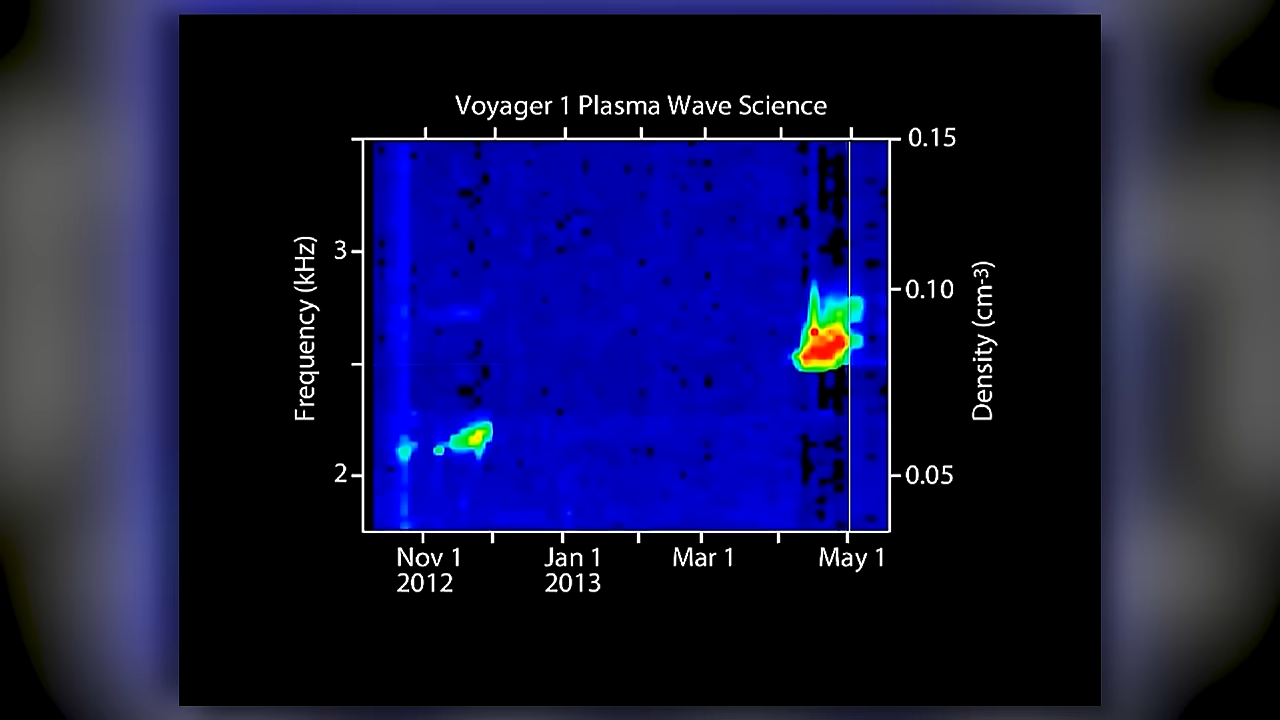 Voyager 1 Plasma Wave Science
0.15
3
0.10
Frequency (kHz)
Density (cm-3)
2
0.05
Nov 1
2012
Jan 1
2013
Mar 1
May 1